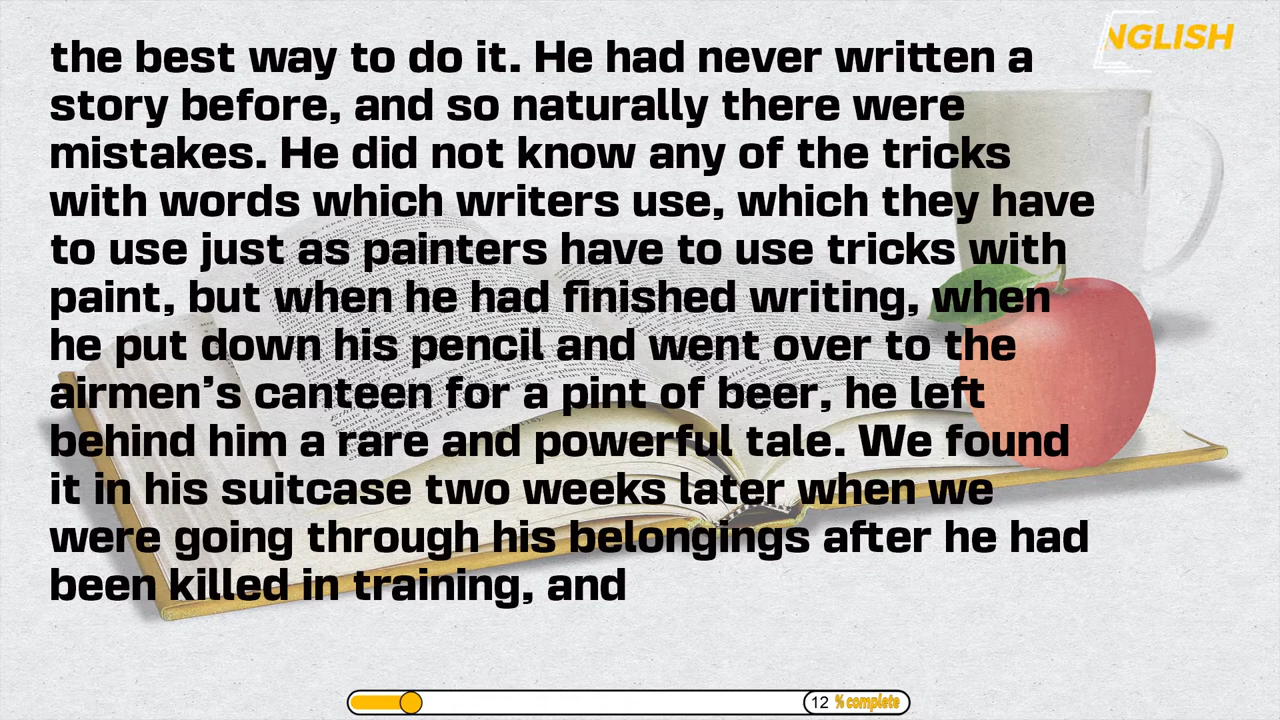 NGLISH
the best way to do it. He had never written a
story before, and so naturally there were
mistakes. He did not know any of the tricks
with words which writers use, which they have
to use just as painters have to use tricks with
paint, but when he had finished writing, when
he put down his pencil and went over to the
airmen’s canteen for a pint of beer, he left
behind him a rare and powerful tale. We found
it in his suitcase two weeks later when we
were going through his belongings after he had
been killed in training, and
12 % complete